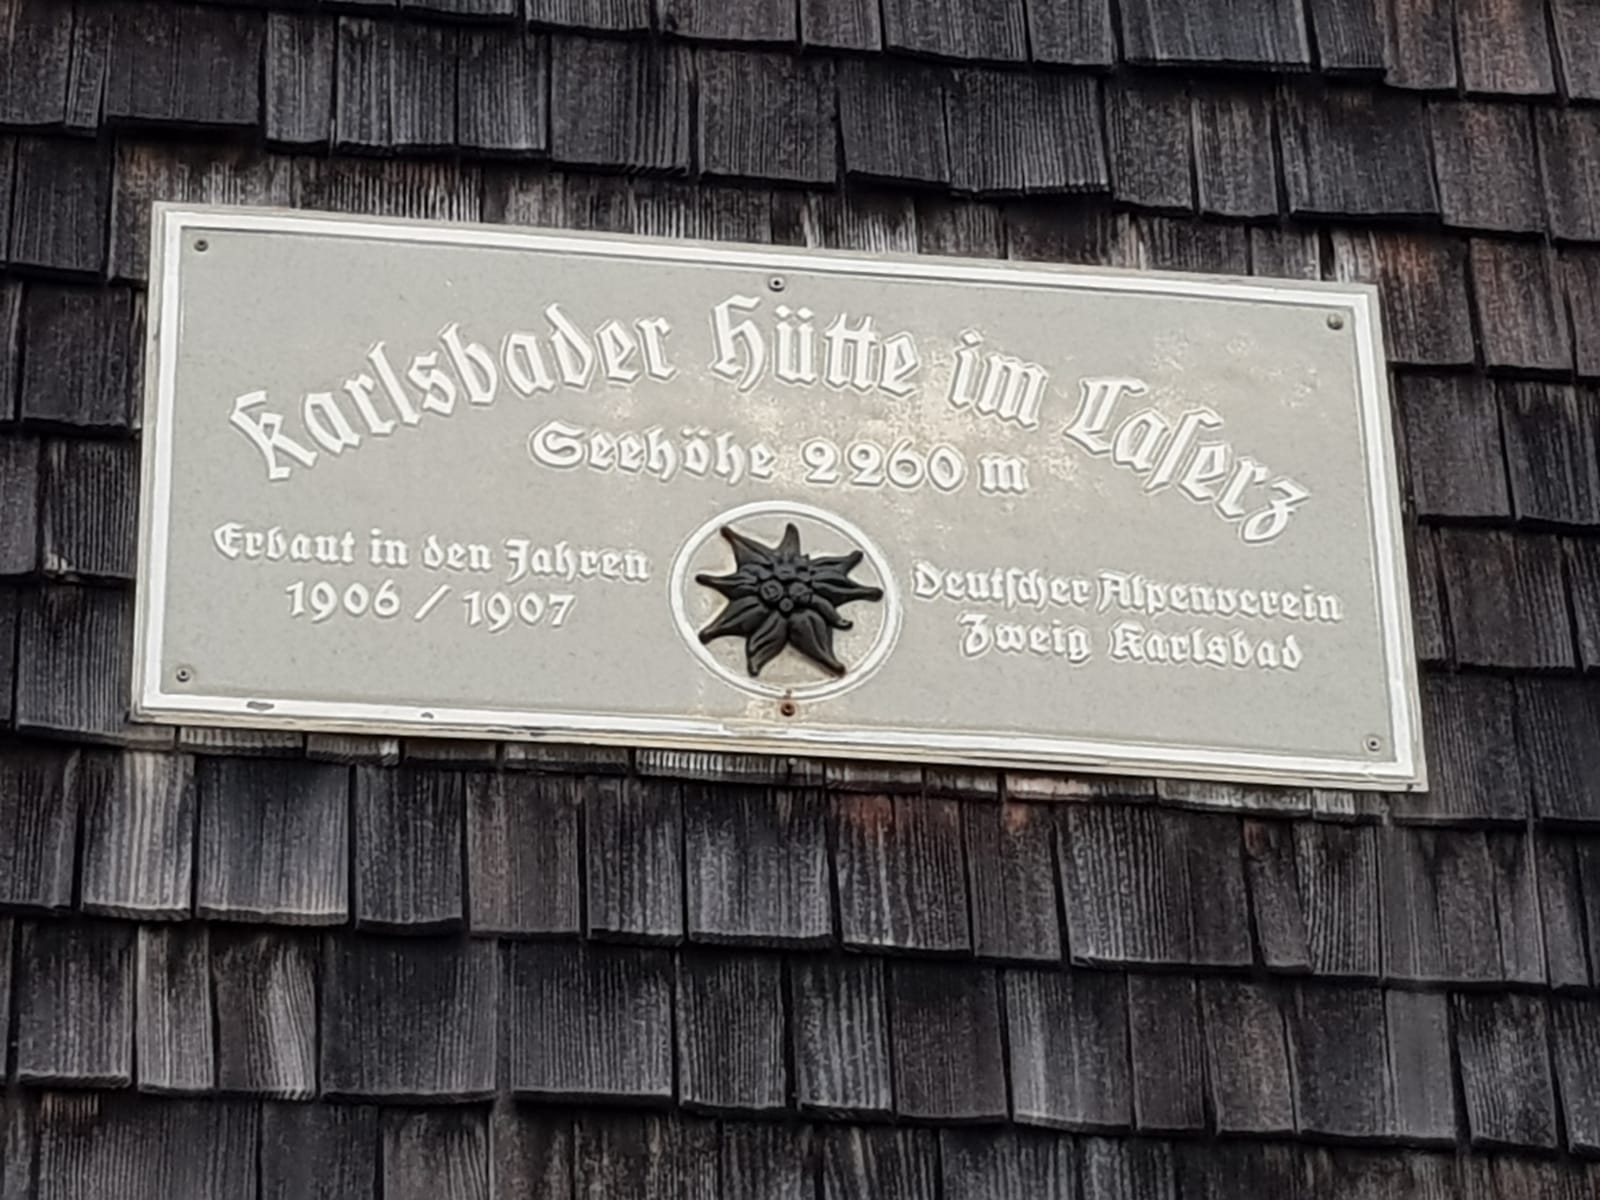 Karlsbader Hütte im Laſerz
Seehöhe 2260 m
Erbaut in den Jahren
1906 / 1907
Deutſcher Alpenverein
Zweig Karlsbad